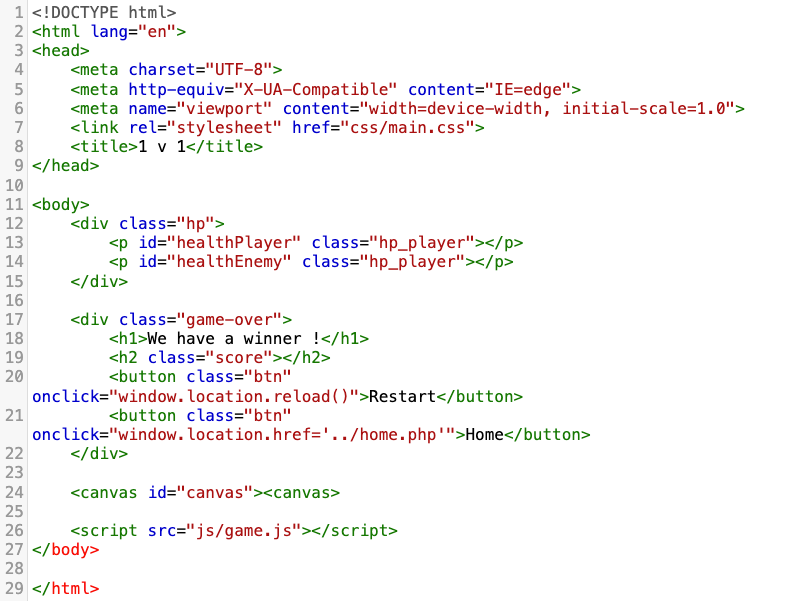 1 <!DOCTYPE html>
2 <html lang="en">
3 <head>
4     <meta charset="UTF-8">
5     <meta http-equiv="X-UA-Compatible" content="IE=edge">
6     <meta name="viewport" content="width=device-width, initial-scale=1.0">
7     <link rel="stylesheet" href="css/main.css">
8     <title>1 v 1</title>
9 </head>
10
11 <body>
12     <div class="hp">
13         <p id="healthPlayer" class="hp_player"></p>
14         <p id="healthEnemy" class="hp_player"></p>
15     </div>
16
17     <div class="game-over">
18         <h1>We have a winner !</h1>
19         <h2 class="score"></h2>
20         <button class="btn"
onclick="window.location.reload()">Restart</button>
21         <button class="btn"
onclick="window.location.href='../home.php'">Home</button>
22     </div>
23
24     <canvas id="canvas"><canvas>
25
26     <script src="js/game.js"></script>
27 </body>
28
29 </html>